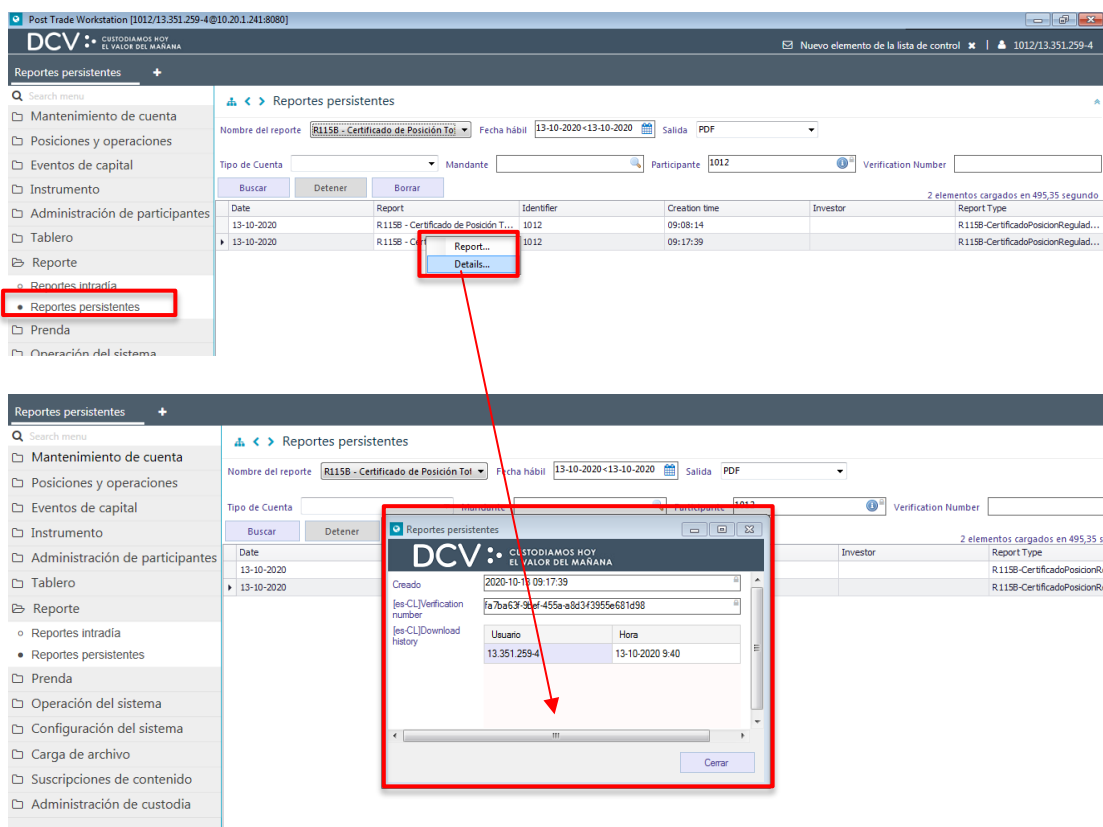 Post Trade Workstation [1012/13.351.259-4@10.20.1.241:8080]
DCV CUSTODIAMOS HOY
EL VALOR DEL MAÑANA
Nuevo elemento de la lista de control ✖ | 1012/13.351.259-4
Reportes persistentes +
Search menu
Mantenimiento de cuenta
Posiciones y operaciones
Eventos de capital
Instrumento
Administración de participantes
Tablero
Reporte
Reportes intradía
Reportes persistentes
Prenda
Operación del sistema
Reportes persistentes
Nombre del reporte R115B - Certificado de Posición Tot Fecha hábil 13-10-2020<13-10-2020 Salida PDF
Tipo de Cuenta Mandante Participante 1012 Verification Number
Buscar Detener Borrar
2 elementos cargados en 495,35 segundo
Date Report Identifier Creation time Investor Report Type
13-10-2020 R115B - Certificado de Posición T... 1012 09:08:14 R115B-CertificadoPosicionRegulad...
13-10-2020 R115B - Cert 1012 09:17:39 R115B-CertificadoPosicionRegulad...
Report...
Details...
Reportes persistentes +
Search menu
Mantenimiento de cuenta
Posiciones y operaciones
Eventos de capital
Instrumento
Administración de participantes
Tablero
Reporte
Reportes intradía
Reportes persistentes
Prenda
Operación del sistema
Configuración del sistema
Carga de archivo
Suscripciones de contenido
Administración de custodia
Reportes persistentes
Nombre del reporte R115B - Certificado de Posición Tot Fecha hábil 13-10-2020<13-10-2020 Salida PDF
Tipo de Cuenta Mandante Participante 1012 Verification Number
Buscar Detener
2 elementos cargados en 495,35 s
Date Investor Report Type
13-10-2020 R115B-CertificadoPosicionR
13-10-2020 R115B-CertificadoPosicionR
Reportes persistentes
DCV CUSTODIAMOS HOY
EL VALOR DEL MAÑANA
Creado 2020-10-13 09:17:39
[es-CL]Verification number fa7ba63f-9bef-455a-a8d3-f3955e681d98
[es-CL]Download history
Usuario Hora
13.351.259-4 13-10-2020 9:40
Cerrar